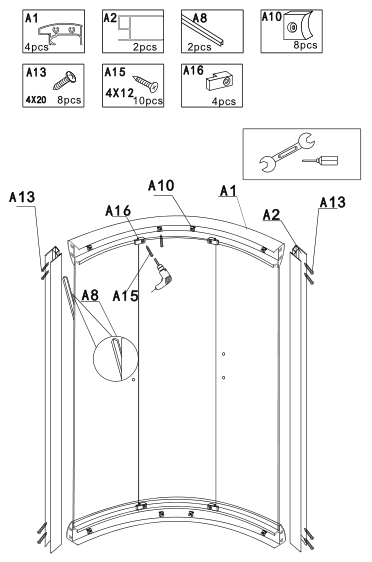 A1 A2 A8 A10
4pcs 2pcs 2pcs 8pcs
A13 A15 A16
4X20 8pcs 4X12 10pcs 4pcs
A10 A1
A13 A16 A2 A13
A8 A15